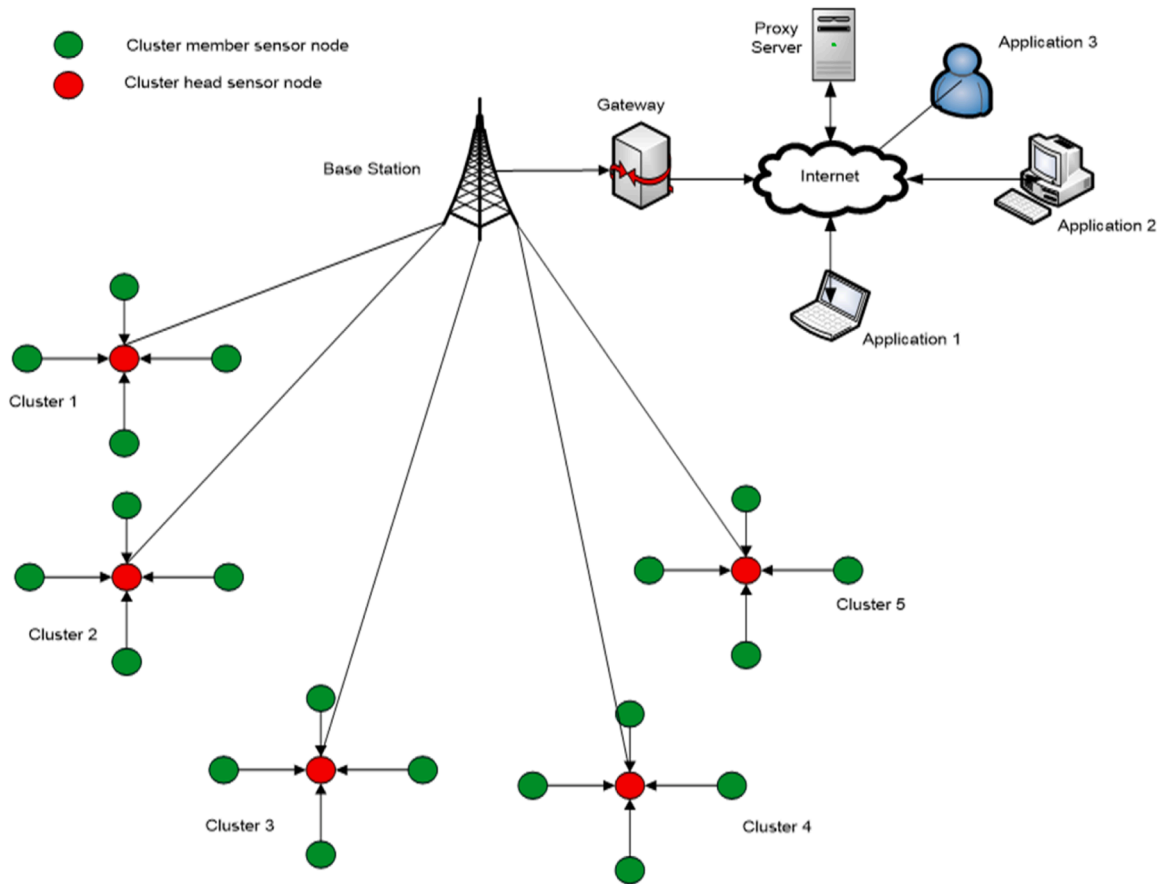 Cluster member sensor node
Cluster head sensor node
Proxy
Server
Application 3
Gateway
Base Station
Internet
Application 2
Application 1
Cluster 1
Cluster 2
Cluster 5
Cluster 3
Cluster 4